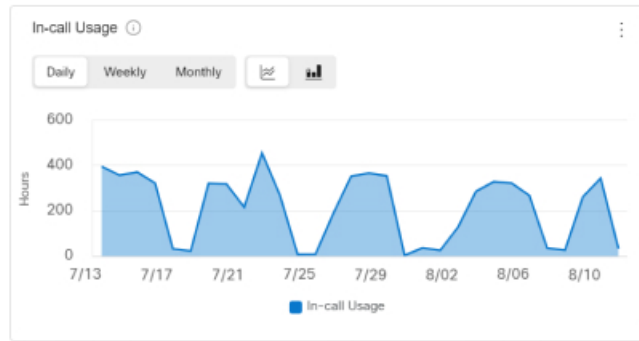 In-call Usage
Daily Weekly Monthly
600
400
200
0
Hours
7/13 7/17 7/21 7/25 7/29 8/02 8/06 8/10
In-call Usage